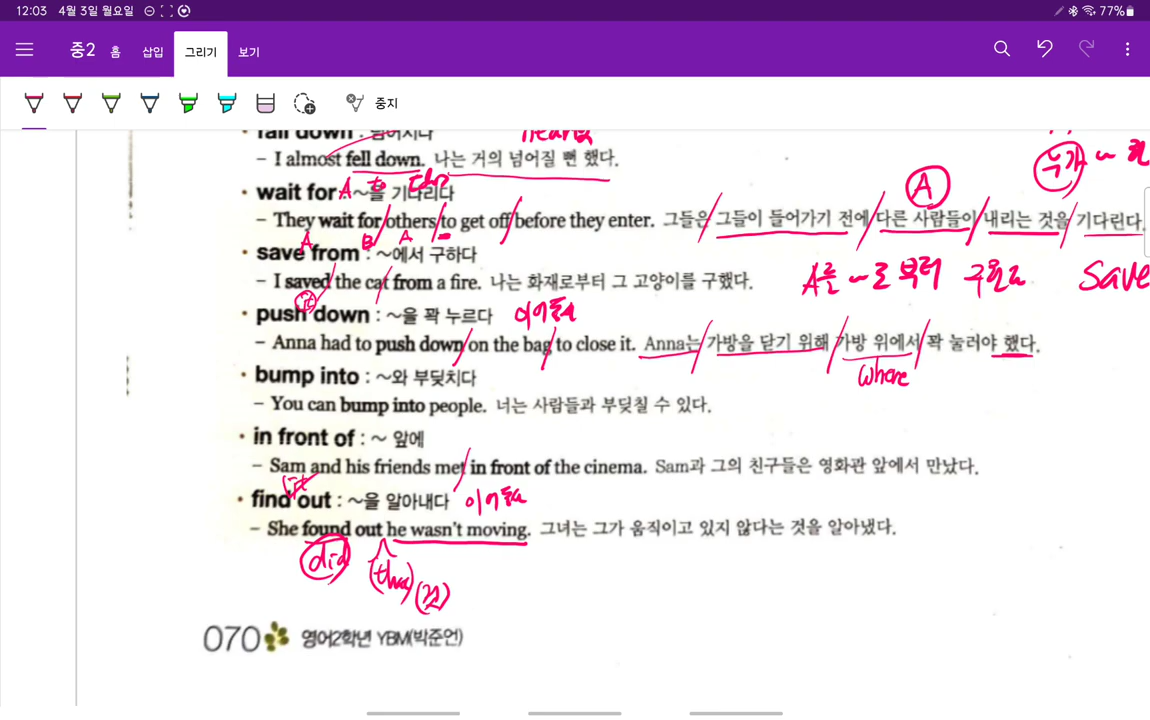 12:03 4월 3일 월요일 77%
중2 홈 삽입 그리기 보기
중지
• fall down : 넘어지다
– I almost fell down. 나는 거의 넘어질 뻔 했다.
A to
• wait for : ~을 기다리다
A
– They wait for others to get off before they enter. 그들은 그들이 들어가기 전에 다른 사람들이 내리는 것을 기다린다.
A B A
• save from : ~에서 구하다
– I saved the cat from a fire. 나는 화재로부터 그 고양이를 구했다.
A를 ~로 부터 save
it
• push down : ~을 꽉 누르다 이어동사
– Anna had to push down on the bag to close it. Anna는 가방을 닫기 위해 가방 위에서 꽉 눌러야 했다.
where
• bump into : ~와 부딪치다
– You can bump into people. 너는 사람들과 부딪칠 수 있다.
• in front of : ~ 앞에
– Sam and his friends met in front of the cinema. Sam과 그의 친구들은 영화관 앞에서 만났다.
it
• find out : ~을 알아내다 이어동사
– She found out he wasn't moving. 그녀는 그가 움직이고 있지 않다는 것을 알아냈다.
did (that) (것)
070 영어2학년 YBM(박준언)